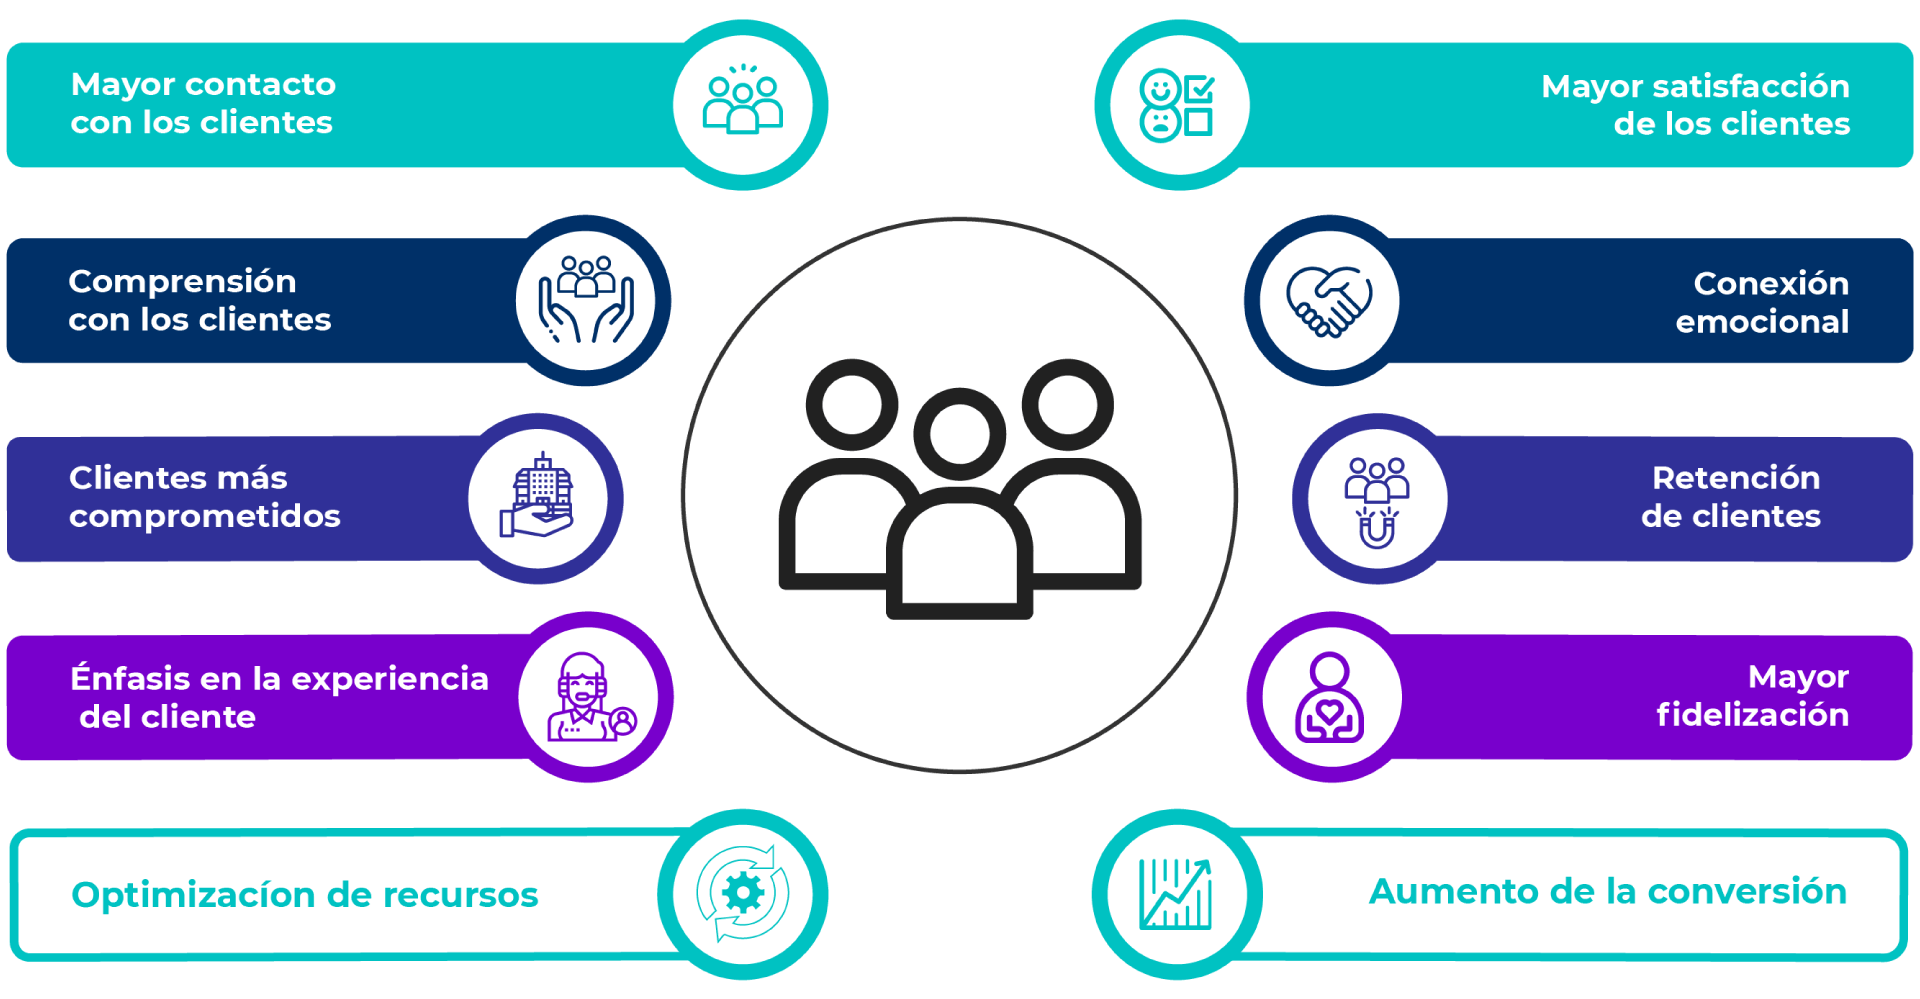 Mayor contacto
con los clientes
Mayor satisfacción
de los clientes
Comprensión
con los clientes
Conexión
emocional
Clientes más
comprometidos
Retención
de clientes
Énfasis en la experiencia
del cliente
Mayor
fidelización
Optimizacíon de recursos
Aumento de la conversión